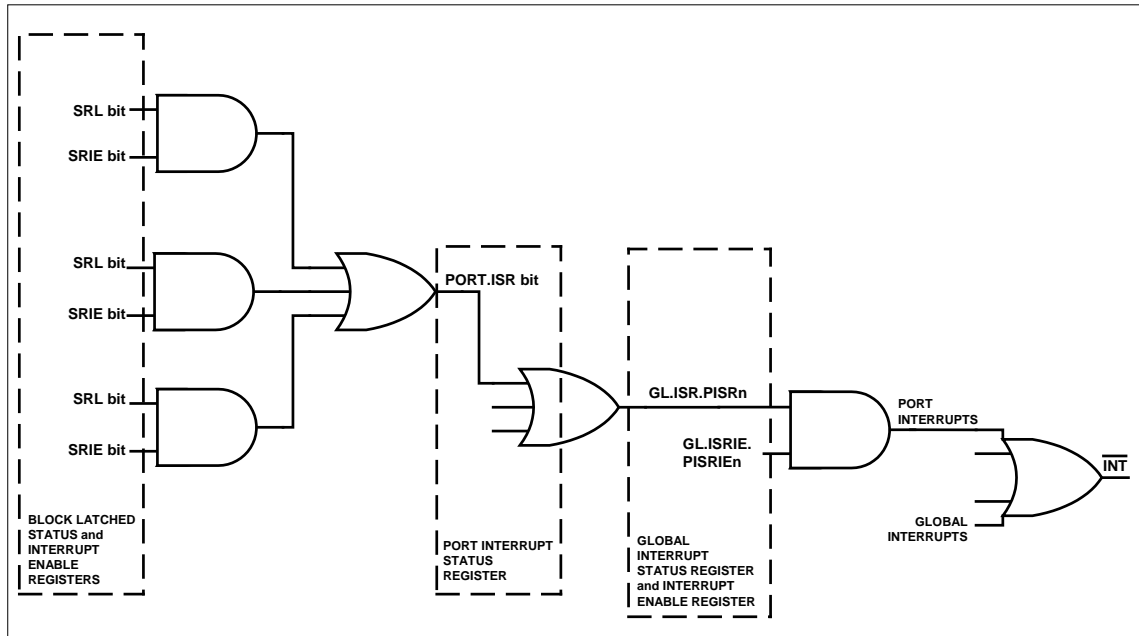 SRL bit
SRIE bit
SRL bit
SRIE bit
SRL bit
SRIE bit
BLOCK LATCHED
STATUS and
INTERRUPT
ENABLE
REGISTERS
PORT.ISR bit
PORT INTERRUPT
STATUS
REGISTER
GL.ISR.PISRn
GL.ISRIE.
PISRIEn
GLOBAL
INTERRUPT
STATUS REGISTER
and INTERRUPT
ENABLE REGISTER
PORT
INTERRUPTS
GLOBAL
INTERRUPTS
INT